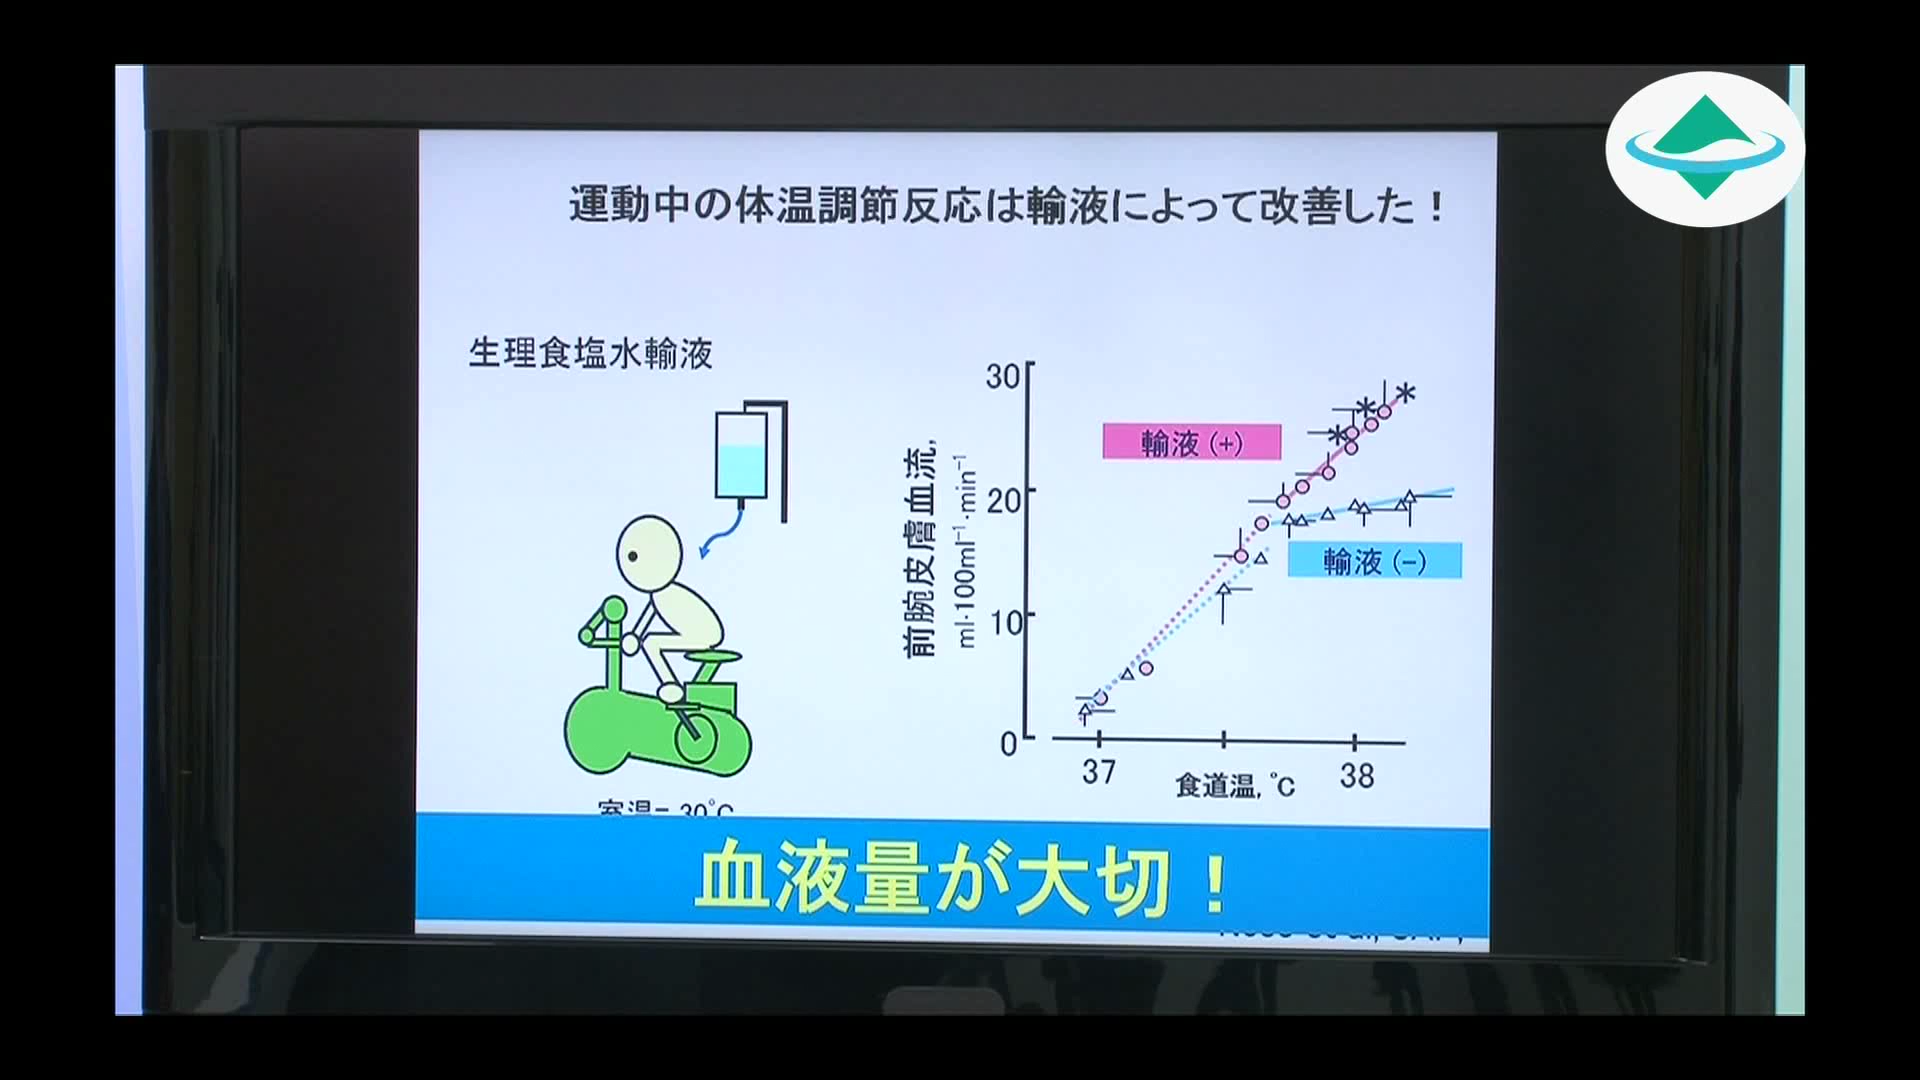 運動中の体温調節反応は輸液によって改善した！
生理食塩水輸液
前腕皮膚血流,
ml･100ml⁻¹･min⁻¹
30
20
10
0
輸液(+)
輸液(-)
*
*
*
37
38
食道温,℃
室温= 30℃
血液量が大切！